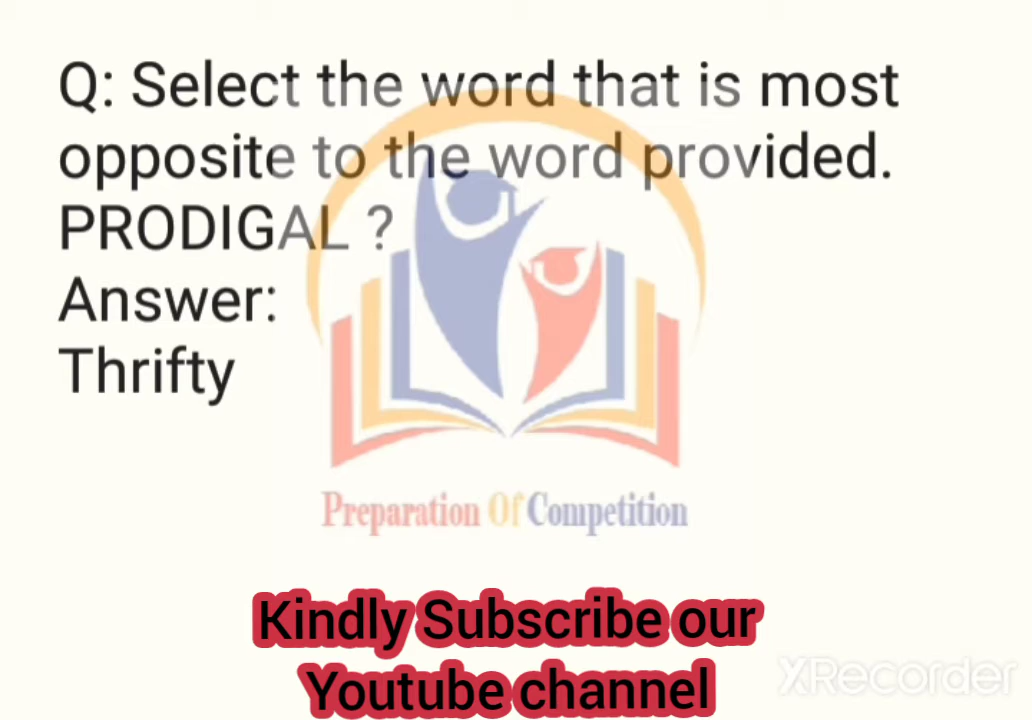 Q: Select the word that is most
opposite to the word provided.
PRODIGAL ?
Answer:
Thrifty
Preparation Of Competition
Kindly Subscribe our
Youtube channel
XRecorder